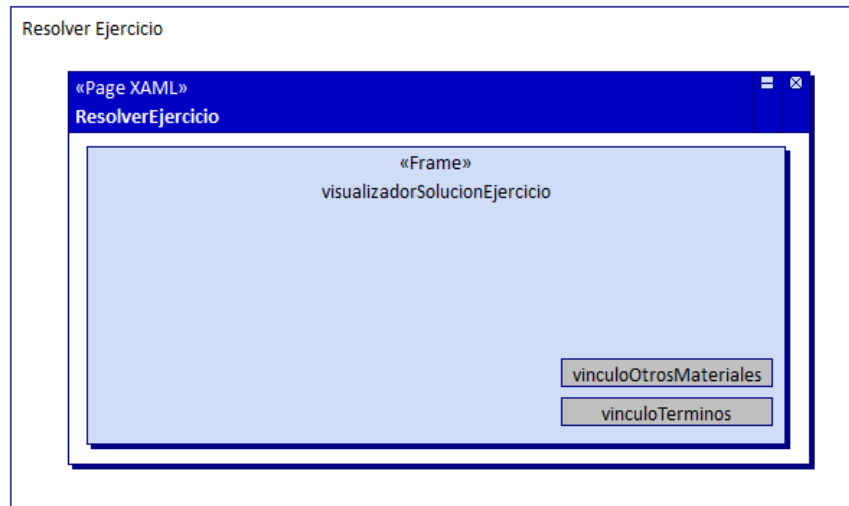 Resolver Ejercicio
«Page XAML»
ResolverEjercicio
«Frame»
visualizadorSolucionEjercicio
vinculoOtrosMateriales
vinculoTerminos